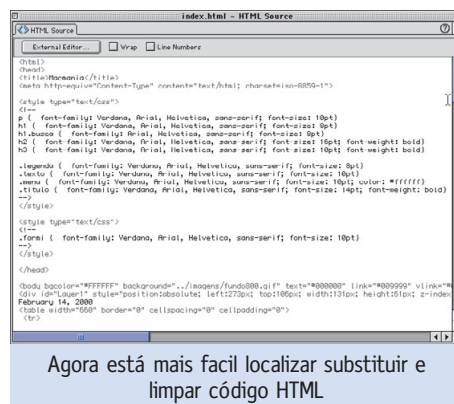 index.html – HTML Source
HTML Source
External Editor... Wrap Line Numbers
<html>
<head>
<title>Macmania</title>
<meta http-equiv="Content-Type" content="text/html; charset=iso-8859-1">
<style type="text/css">
<!--
p { font-family: Verdana, Arial, Helvetica, sans-serif; font-size: 10pt}
h1 { font-family: Verdana, Arial, Helvetica, sans-serif; font-size: 9pt}
h1.busca { font-family: Verdana, Arial, Helvetica, sans-serif; font-size: 9pt}
h2 { font-family: Verdana, Arial, Helvetica, sans-serif; font-size: 16pt; font-weight: bold}
h3 { font-family: Verdana, Arial, Helvetica, sans-serif; font-size: 10pt; font-weight: bold}
.legenda { font-family: Verdana, Arial, Helvetica, sans-serif; font-size: 8pt}
.texto { font-family: Verdana, Arial, Helvetica, sans-serif; font-size: 10pt}
.menu { font-family: Verdana, Arial, Helvetica, sans-serif; font-size: 10pt; color: #ffffff}
.titulo { font-family: Verdana, Arial, Helvetica, sans-serif; font-size: 14pt; font-weight: bold}
-->
</style>
<style type="text/css">
<!--
.formi { font-family: Verdana, Arial, Helvetica, sans-serif; font-size: 10pt}
-->
</style>
</head>
<body bgcolor="#FFFFFF" background="../imagens/fundo800.gif" text="#000000" link="#009999" vlink="#
<div id="Layer1" style="position:absolute; left:273px; top:106px; width:131px; height:51px; z-index
February 14, 2000
<table width="660" border="0" cellspacing="0" cellpadding="0">
<tr>
Agora está mais facil localizar substituir e
limpar código HTML